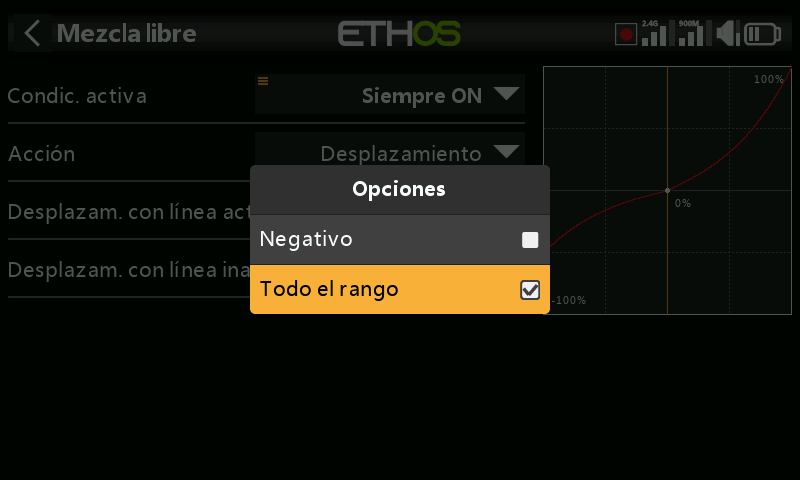 Mezcla libre
ETHOS
2.4G
900M
Condic. activa
Siempre ON
100%
Acción
Desplazamiento
Opciones
Desplazam. con línea act
0%
Negativo
Desplazam. con línea ina
Todo el rango
-100%